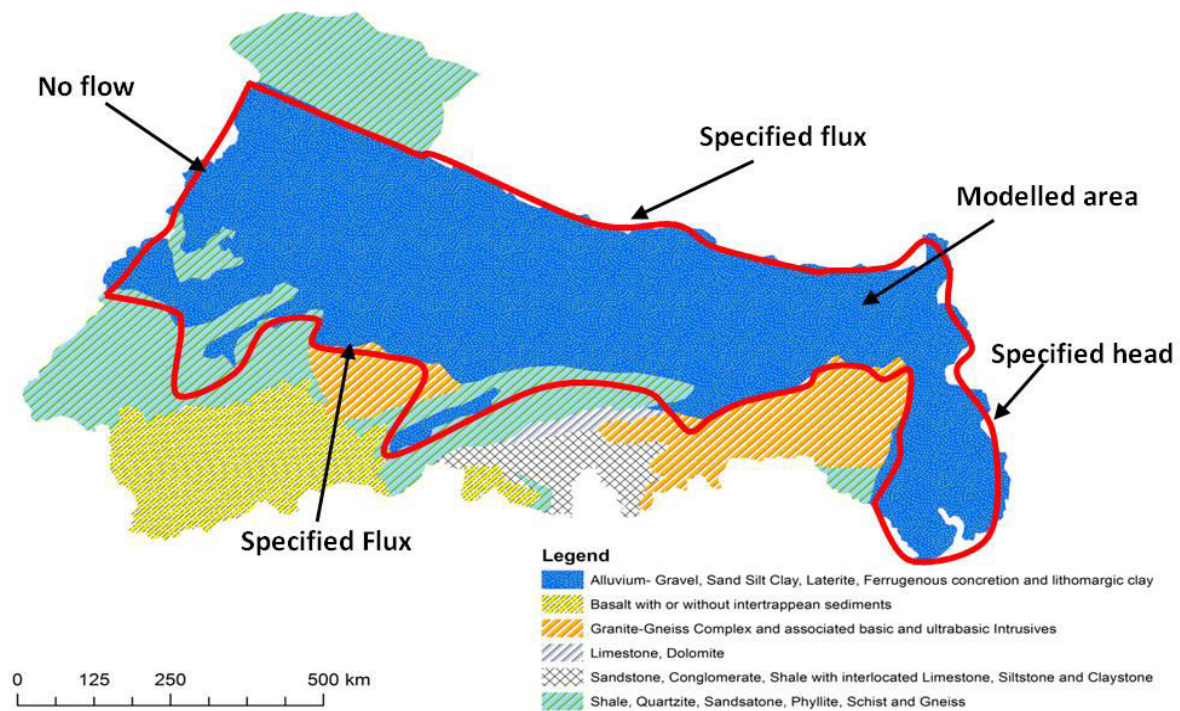 No flow
Specified flux
Modelled area
Specified head
Specified Flux
Legend
Alluvium- Gravel, Sand Silt Clay, Laterite, Ferrugenous concretion and lithomargic clay
Basalt with or without intertrappean sediments
Granite-Gneiss Complex and associated basic and ultrabasic Intrusives
Limestone, Dolomite
Sandstone, Conglomerate, Shale with interlocated Limestone, Siltstone and Claystone
Shale, Quartzite, Sandsatone, Phyllite, Schist and Gneiss
0 125 250 500 km